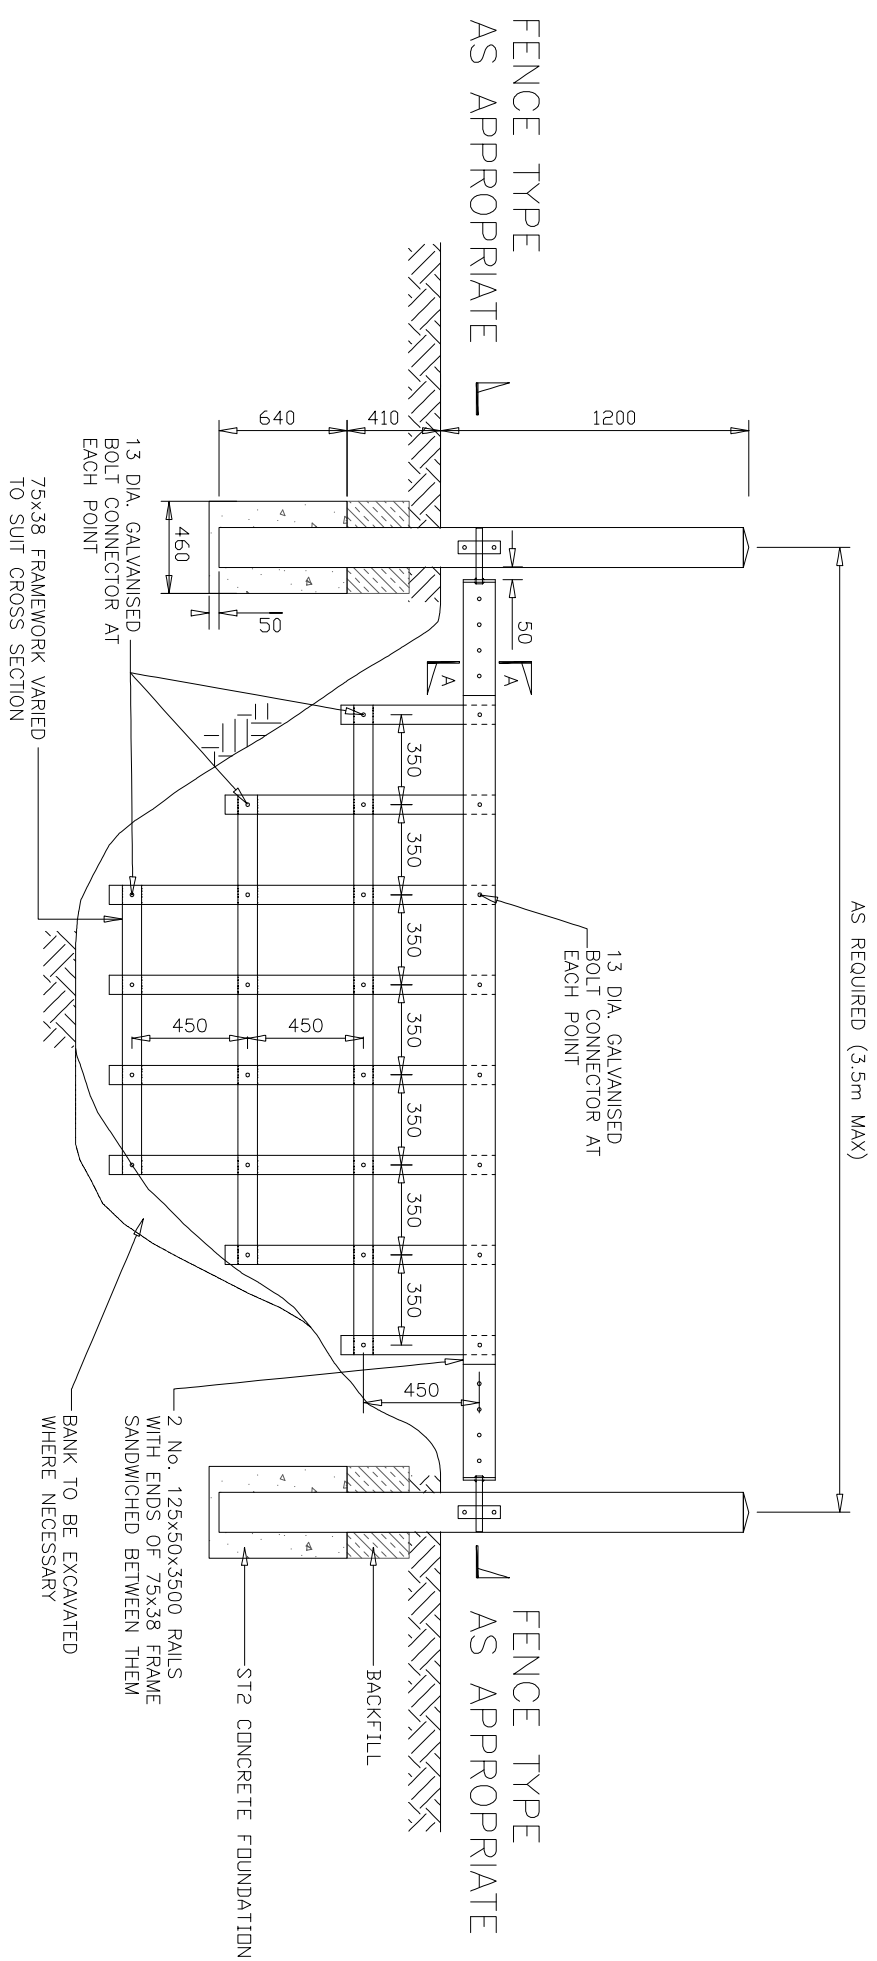 AS REQUIRED (3.5m MAX)
FENCE TYPE
AS APPROPRIATE
FENCE TYPE
AS APPROPRIATE
1200
410
640
460
50
50
A
A
13 DIA. GALVANISED
BOLT CONNECTOR AT
EACH POINT
350
350
350
350
350
350
350
450
450
450
13 DIA. GALVANISED
BOLT CONNECTOR AT
EACH POINT
75x38 FRAMEWORK VARIED
TO SUIT CROSS SECTION
BACKFILL
ST2 CONCRETE FOUNDATION
2 No. 125x50x3500 RAILS
WITH ENDS OF 75x38 FRAME
SANDWICHED BETWEEN THEM
BANK TO BE EXCAVATED
WHERE NECESSARY